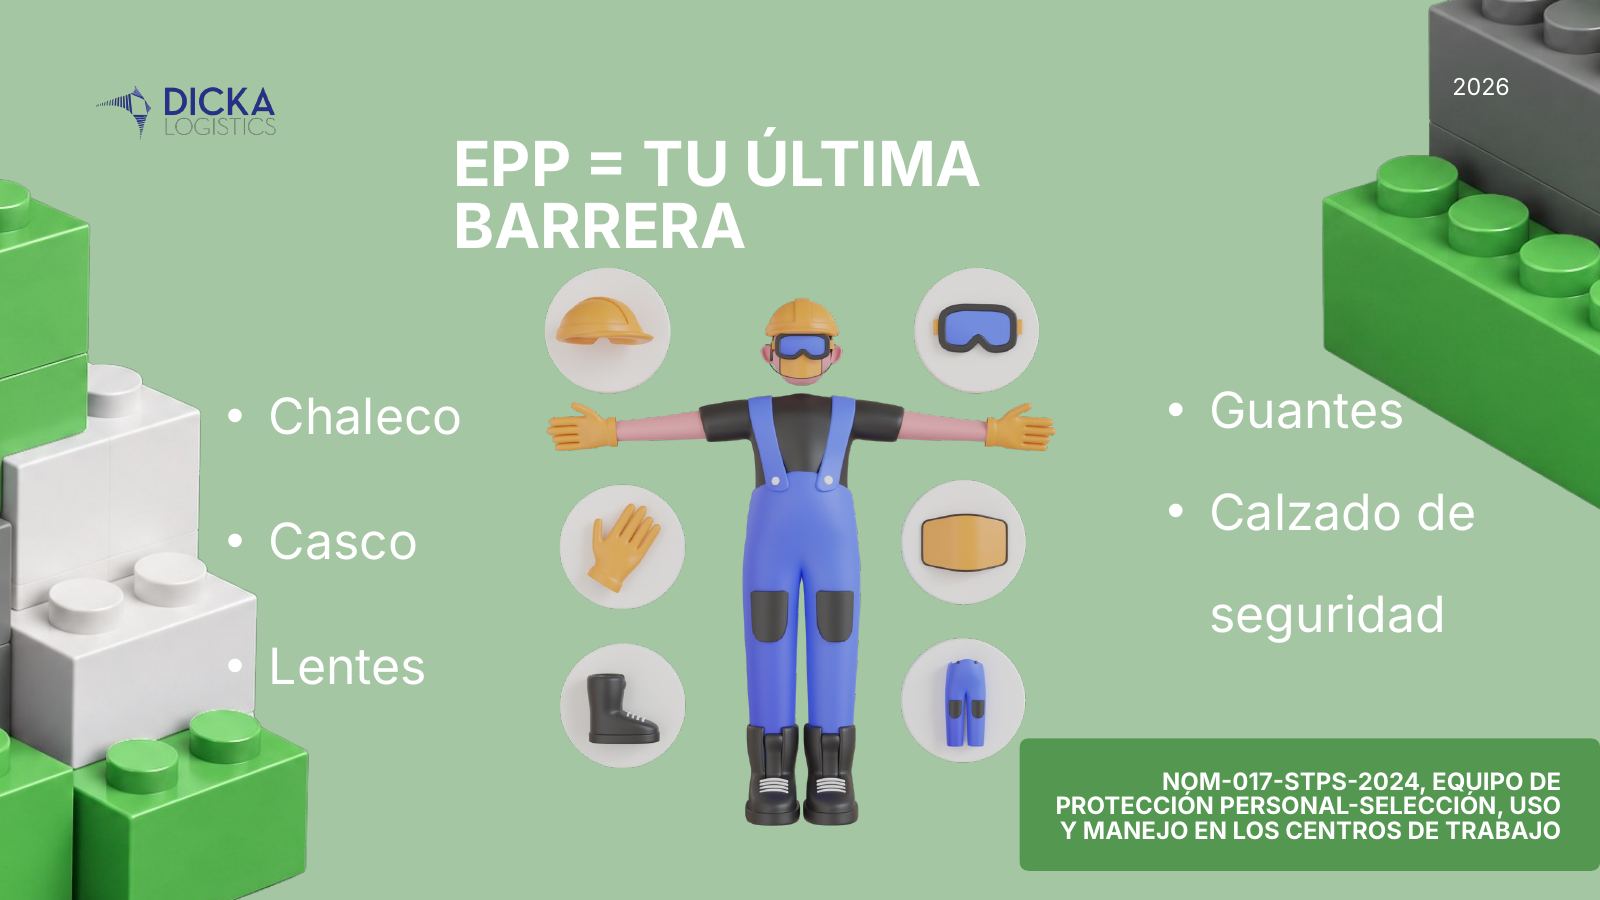 DICKA
LOGISTICS
2026
EPP = TU ÚLTIMA
BARRERA
• Chaleco
• Casco
• Lentes
• Guantes
• Calzado de
seguridad
NOM-017-STPS-2024, EQUIPO DE
PROTECCIÓN PERSONAL-SELECCIÓN, USO
Y MANEJO EN LOS CENTROS DE TRABAJO